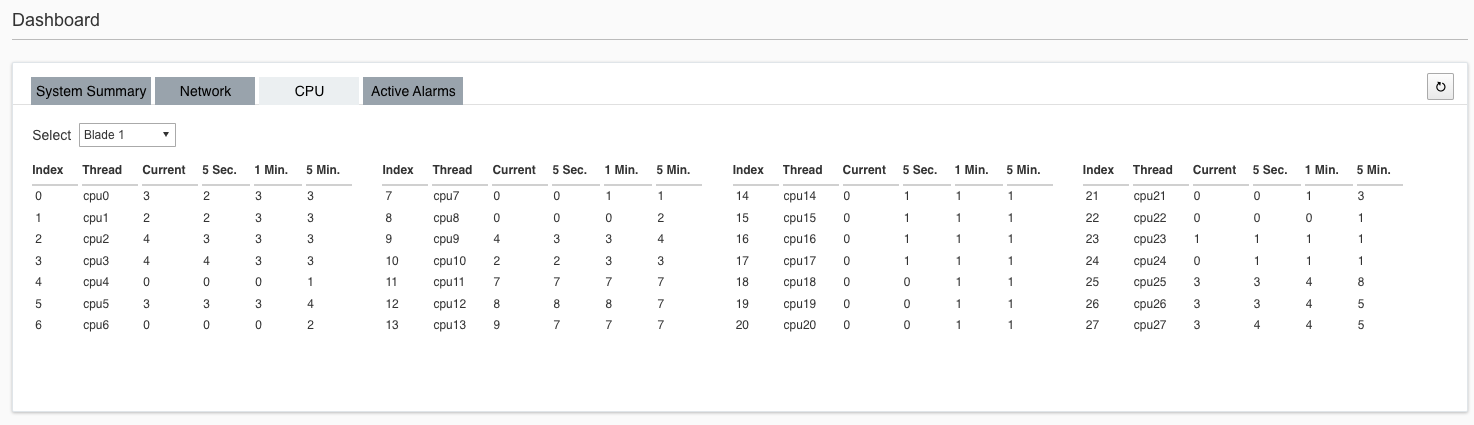 Dashboard
System Summary Network CPU Active Alarms
Select Blade 1
Index Thread Current 5 Sec. 1 Min. 5 Min. Index Thread Current 5 Sec. 1 Min. 5 Min. Index Thread Current 5 Sec. 1 Min. 5 Min. Index Thread Current 5 Sec. 1 Min. 5 Min.
0 cpu0 3 2 3 3 7 cpu7 0 0 1 1 14 cpu14 0 1 1 1 21 cpu21 0 0 1 3
1 cpu1 2 2 3 3 8 cpu8 0 0 0 2 15 cpu15 0 1 1 1 22 cpu22 0 0 0 1
2 cpu2 4 3 3 3 9 cpu9 4 3 3 4 16 cpu16 0 1 1 1 23 cpu23 1 1 1 1
3 cpu3 4 4 3 3 10 cpu10 2 2 3 3 17 cpu17 0 1 1 1 24 cpu24 0 1 1 1
4 cpu4 0 0 0 1 11 cpu11 7 7 7 7 18 cpu18 0 0 1 1 25 cpu25 3 3 4 8
5 cpu5 3 3 3 4 12 cpu12 8 8 8 7 19 cpu19 0 0 1 1 26 cpu26 3 3 4 5
6 cpu6 0 0 0 2 13 cpu13 9 7 7 7 20 cpu20 0 0 1 1 27 cpu27 3 4 4 5